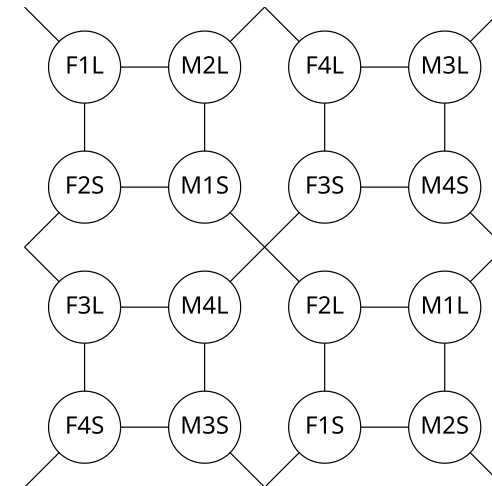 F1L M2L F4L M3L
F2S M1S F3S M4S
F3L M4L F2L M1L
F4S M3S F1S M2S